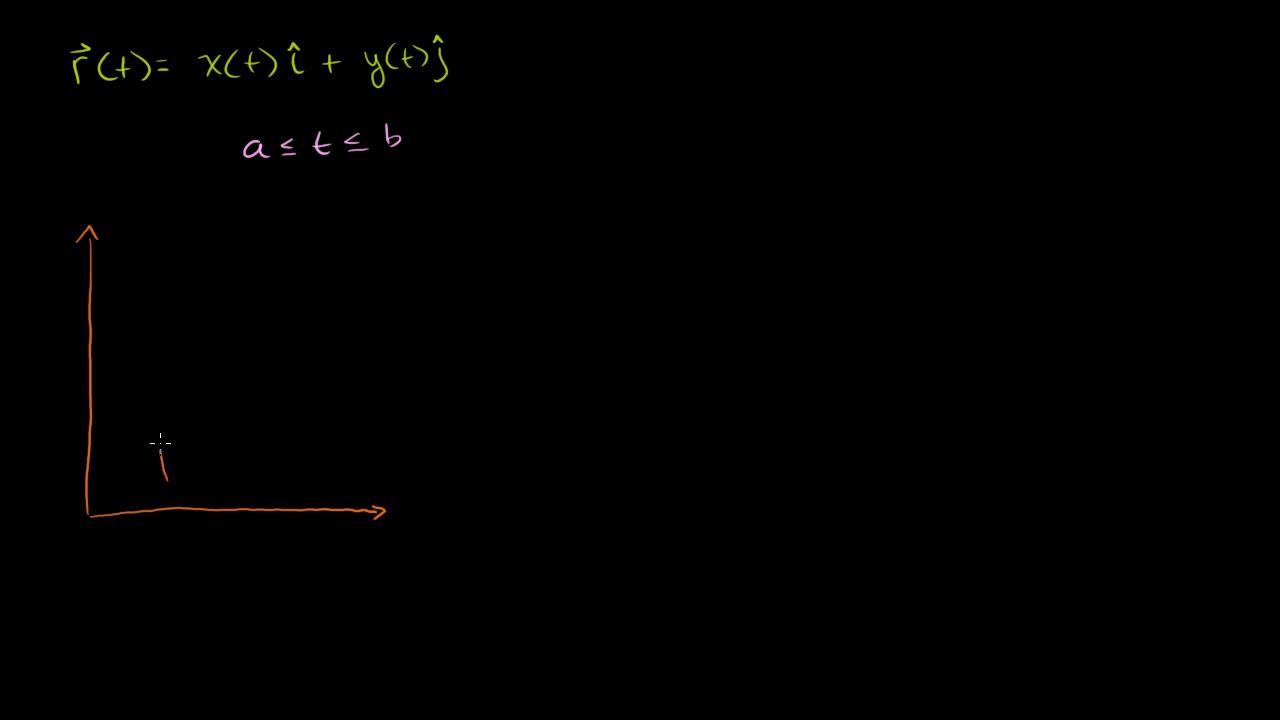 r⃗(t)= x(t)î + y(t)ĵ
a ≤ t ≤ b